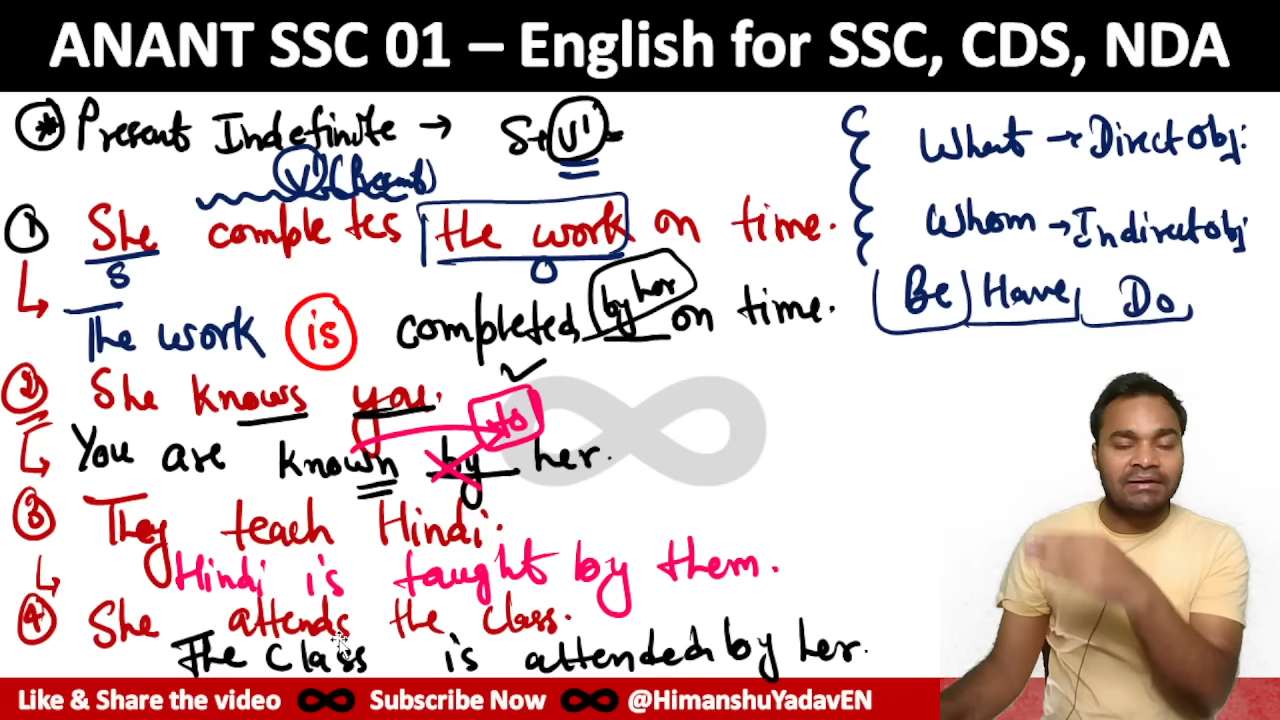 ANANT SSC 01 – English for SSC, CDS, NDA
* Present Indefinite → S+V¹=
V¹ (Present)
1 She completes the work on time.
S O
The work is completed by her on time.
2 She knows you.
to
You are known by her.
3 They teach Hindi.
Hindi is taught by them.
4 She attends the class.
The Class is attended by her.
What → Direct Obj.
Whom → Indirect obj
Be Have Do
Like & Share the video Subscribe Now @HimanshuYadavEN